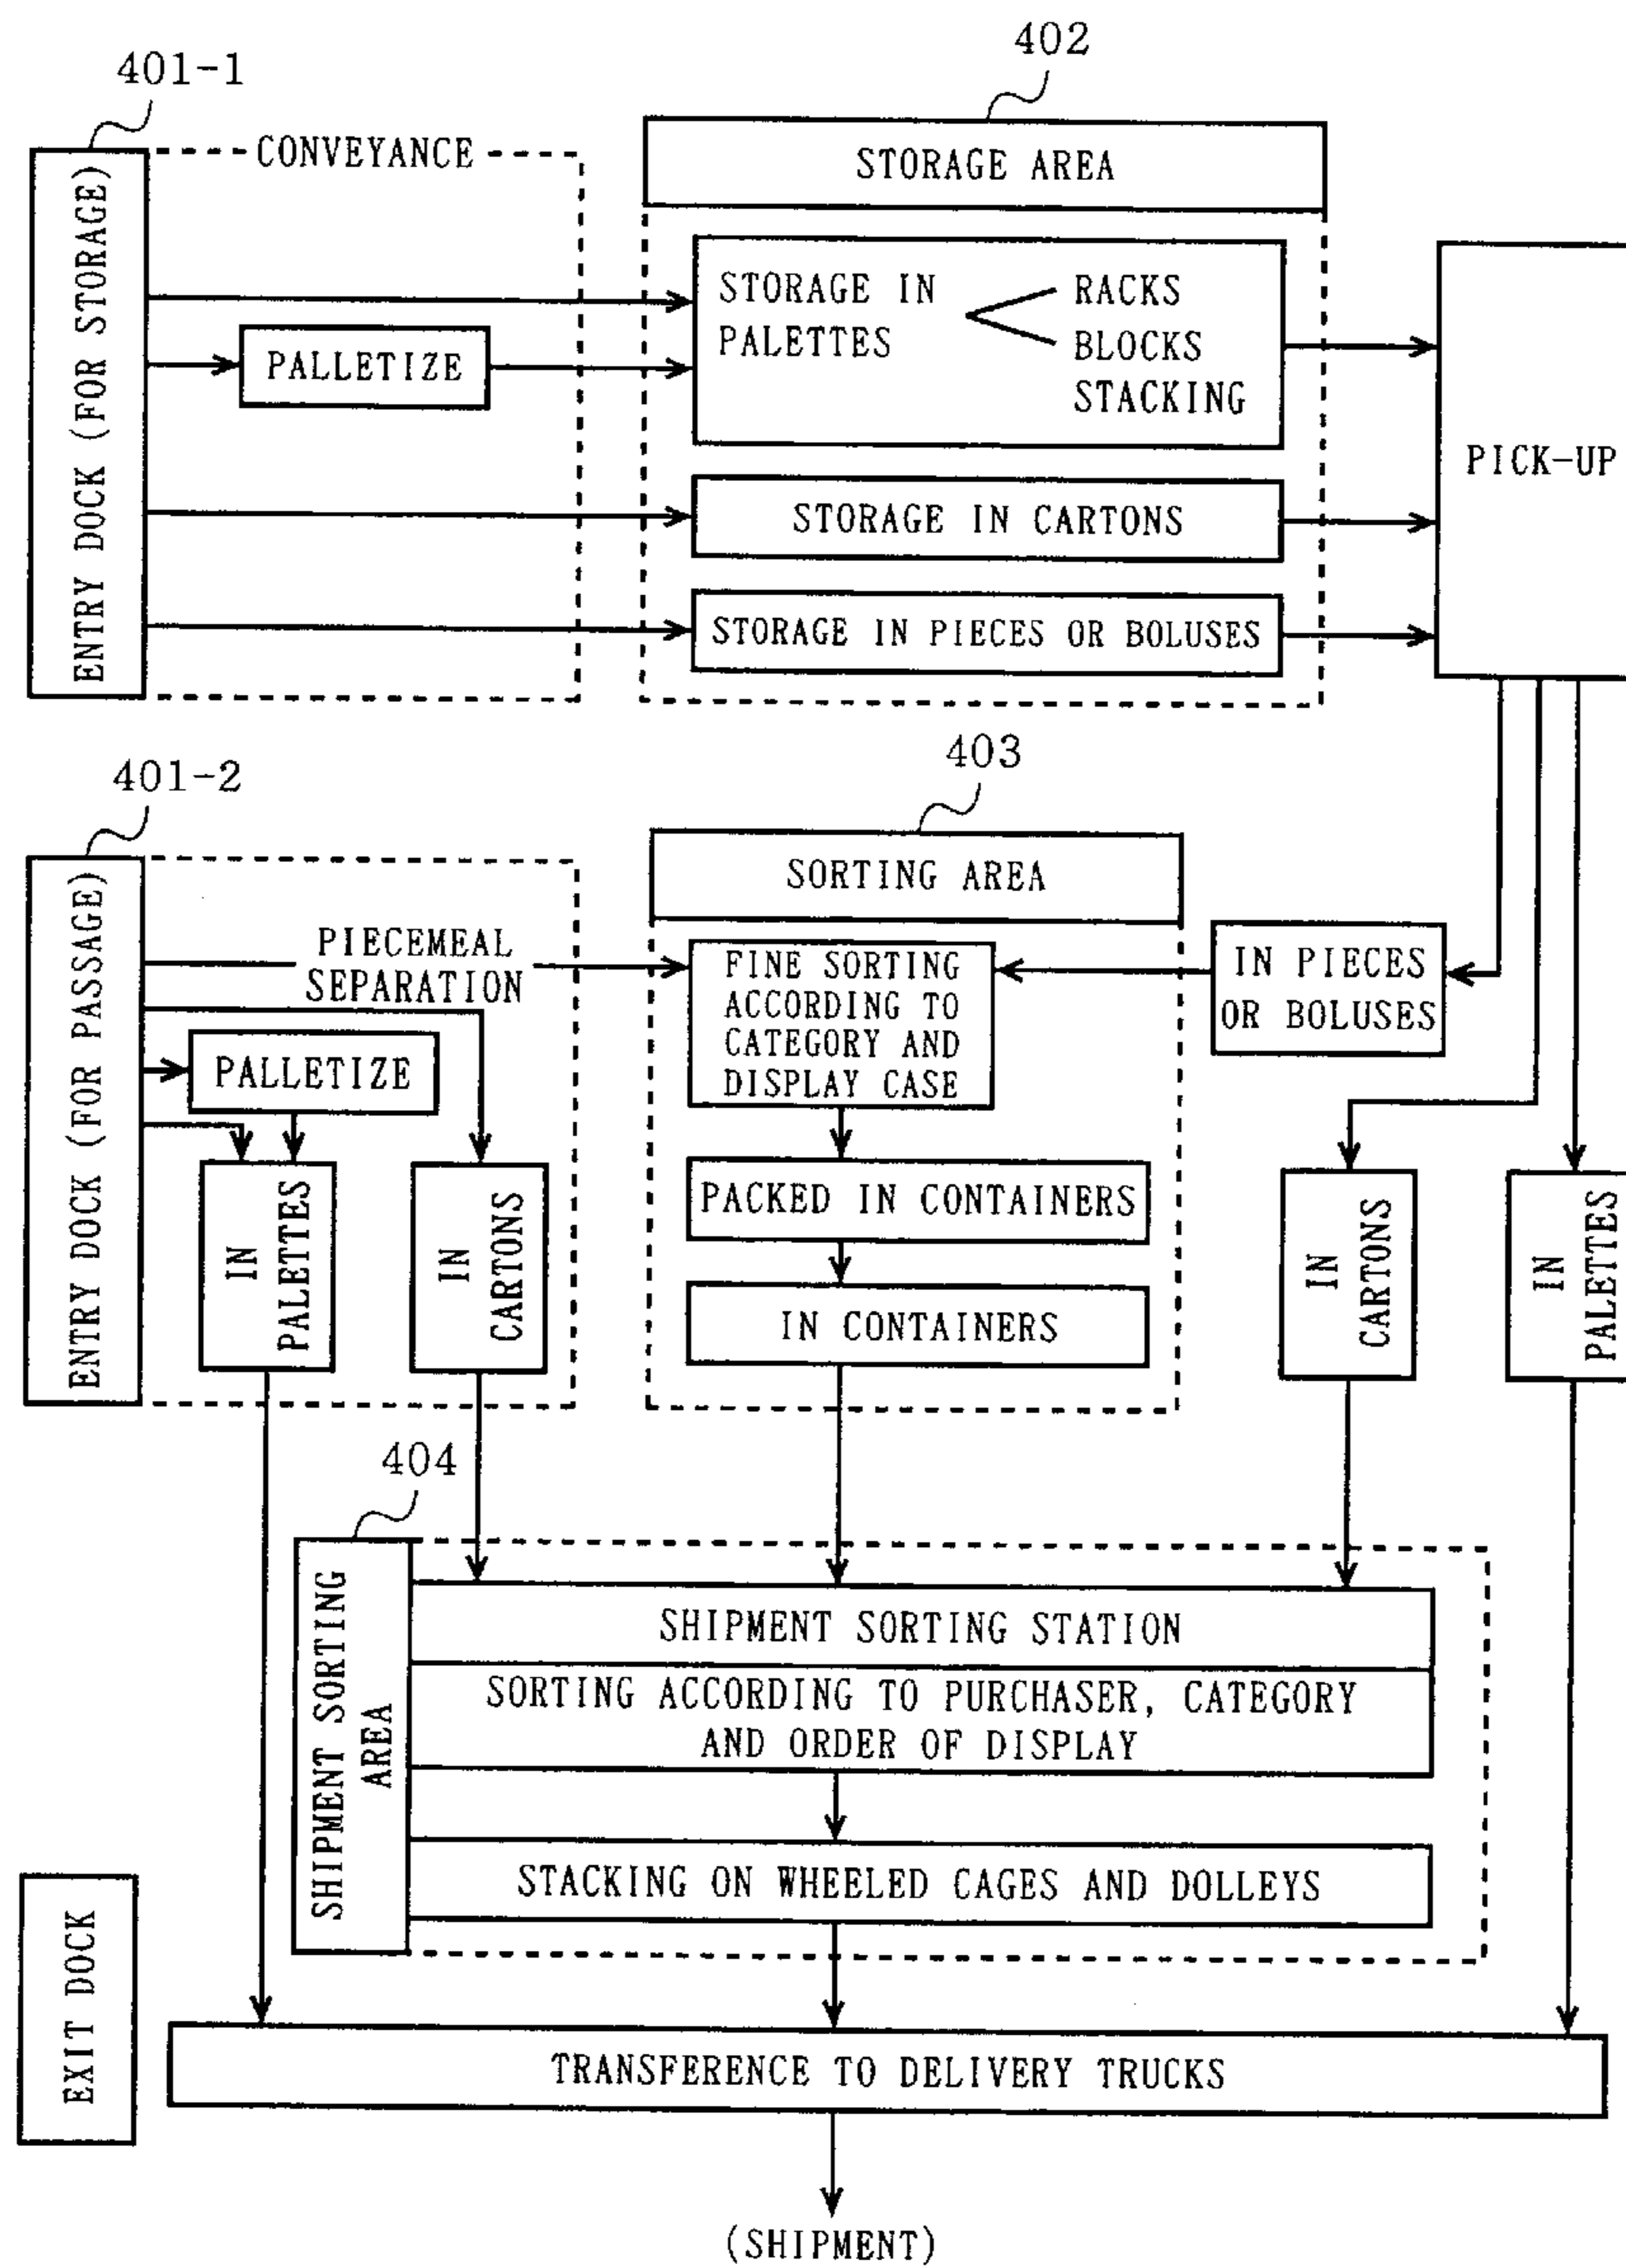 401-1
402
CONVEYANCE
STORAGE AREA
ENTRY DOCK (FOR STORAGE)
STORAGE IN
PALETTES
RACKS
BLOCKS
STACKING
PALLETIZE
PICK-UP
STORAGE IN CARTONS
STORAGE IN PIECES OR BOLUSES
401-2
403
SORTING AREA
ENTRY DOCK (FOR PASSAGE)
PIECEMEAL
SEPARATION
FINE SORTING
ACCORDING TO
CATEGORY AND
DISPLAY CASE
IN PIECES
OR BOLUSES
PALLETIZE
IN
PALETTES
IN
CARTONS
PACKED IN CONTAINERS
IN CONTAINERS
IN
CARTONS
IN
PALETTES
404
SHIPMENT SORTING
AREA
SHIPMENT SORTING STATION
SORTING ACCORDING TO PURCHASER, CATEGORY
AND ORDER OF DISPLAY
STACKING ON WHEELED CAGES AND DOLLEYS
EXIT DOCK
TRANSFERENCE TO DELIVERY TRUCKS
(SHIPMENT)